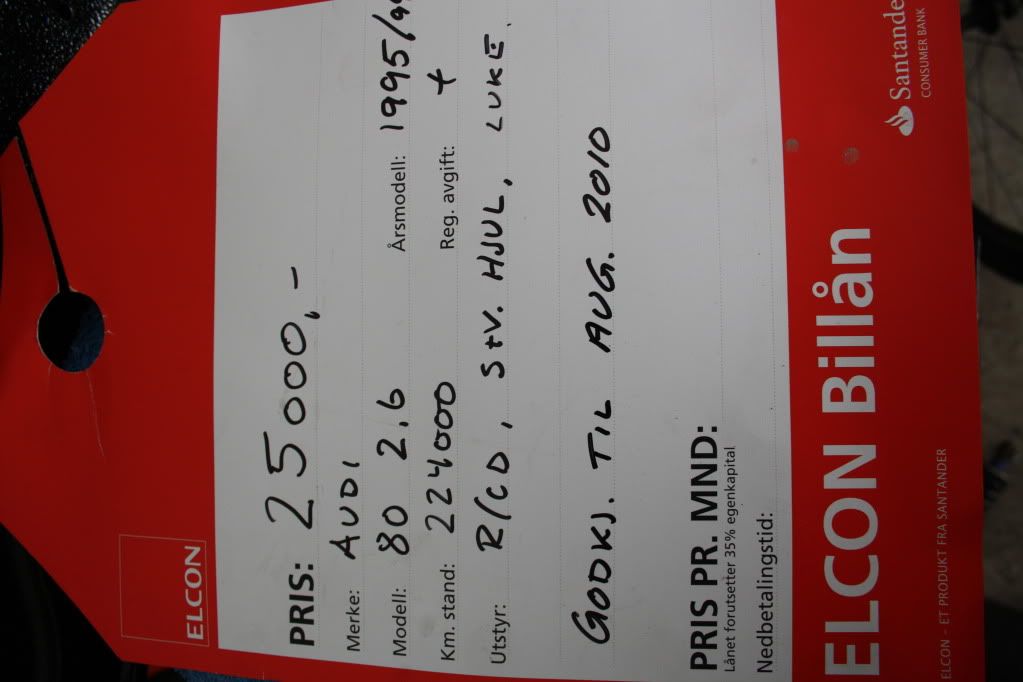 ELCON
PRIS: 25000,-
Merke: AUDI
Modell: 80 2.6 Årsmodell: 1995/
Km. stand: 224000 Reg. avgift: +
Utstyr: R/CD, S+V. HJUL, LUKE.
GODKJ. TIL AUG. 2010
PRIS PR. MND:
Lånet forutsetter 35% egenkapital
Nedbetalingstid:
ELCON Billån
Santande
CONSUMER BANK
ELCON - ET PRODUKT FRA SANTANDER